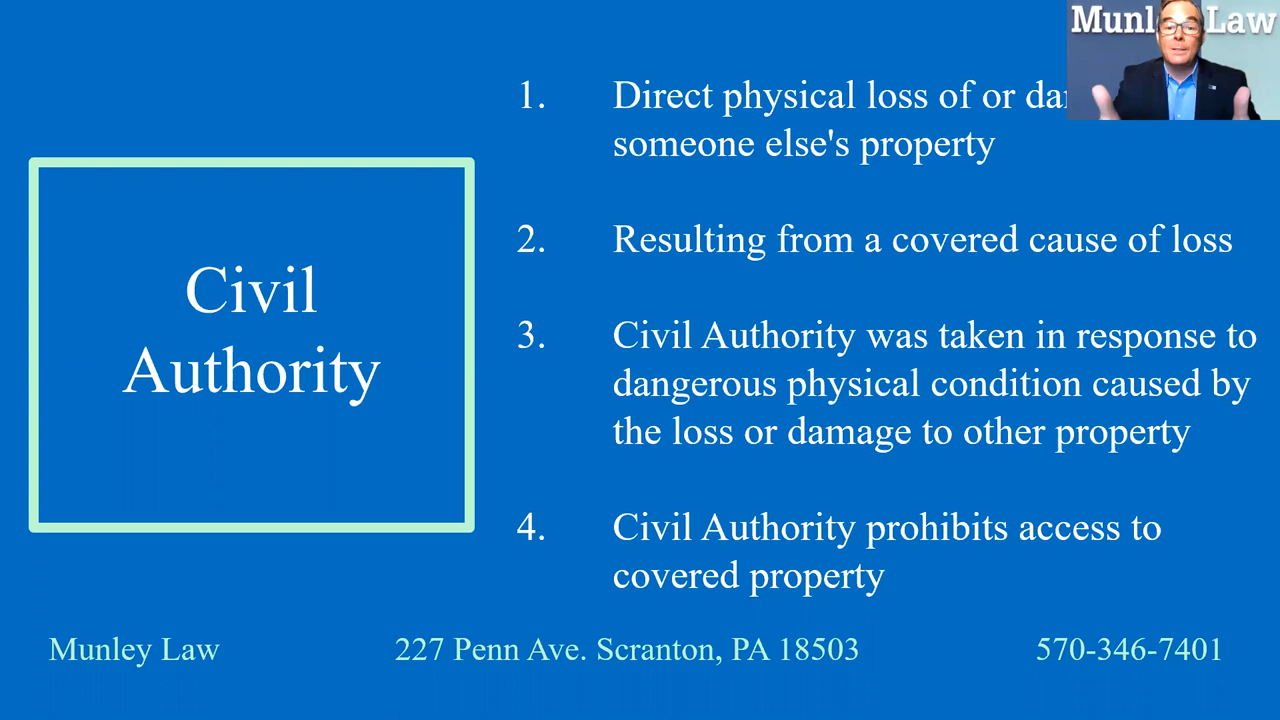 Munl Law
1. Direct physical loss of or
someone else's property
2. Resulting from a covered cause of loss
3. Civil Authority was taken in response to
dangerous physical condition caused by
the loss or damage to other property
4. Civil Authority prohibits access to
covered property
Civil
Authority
Munley Law 227 Penn Ave. Scranton, PA 18503 570-346-7401